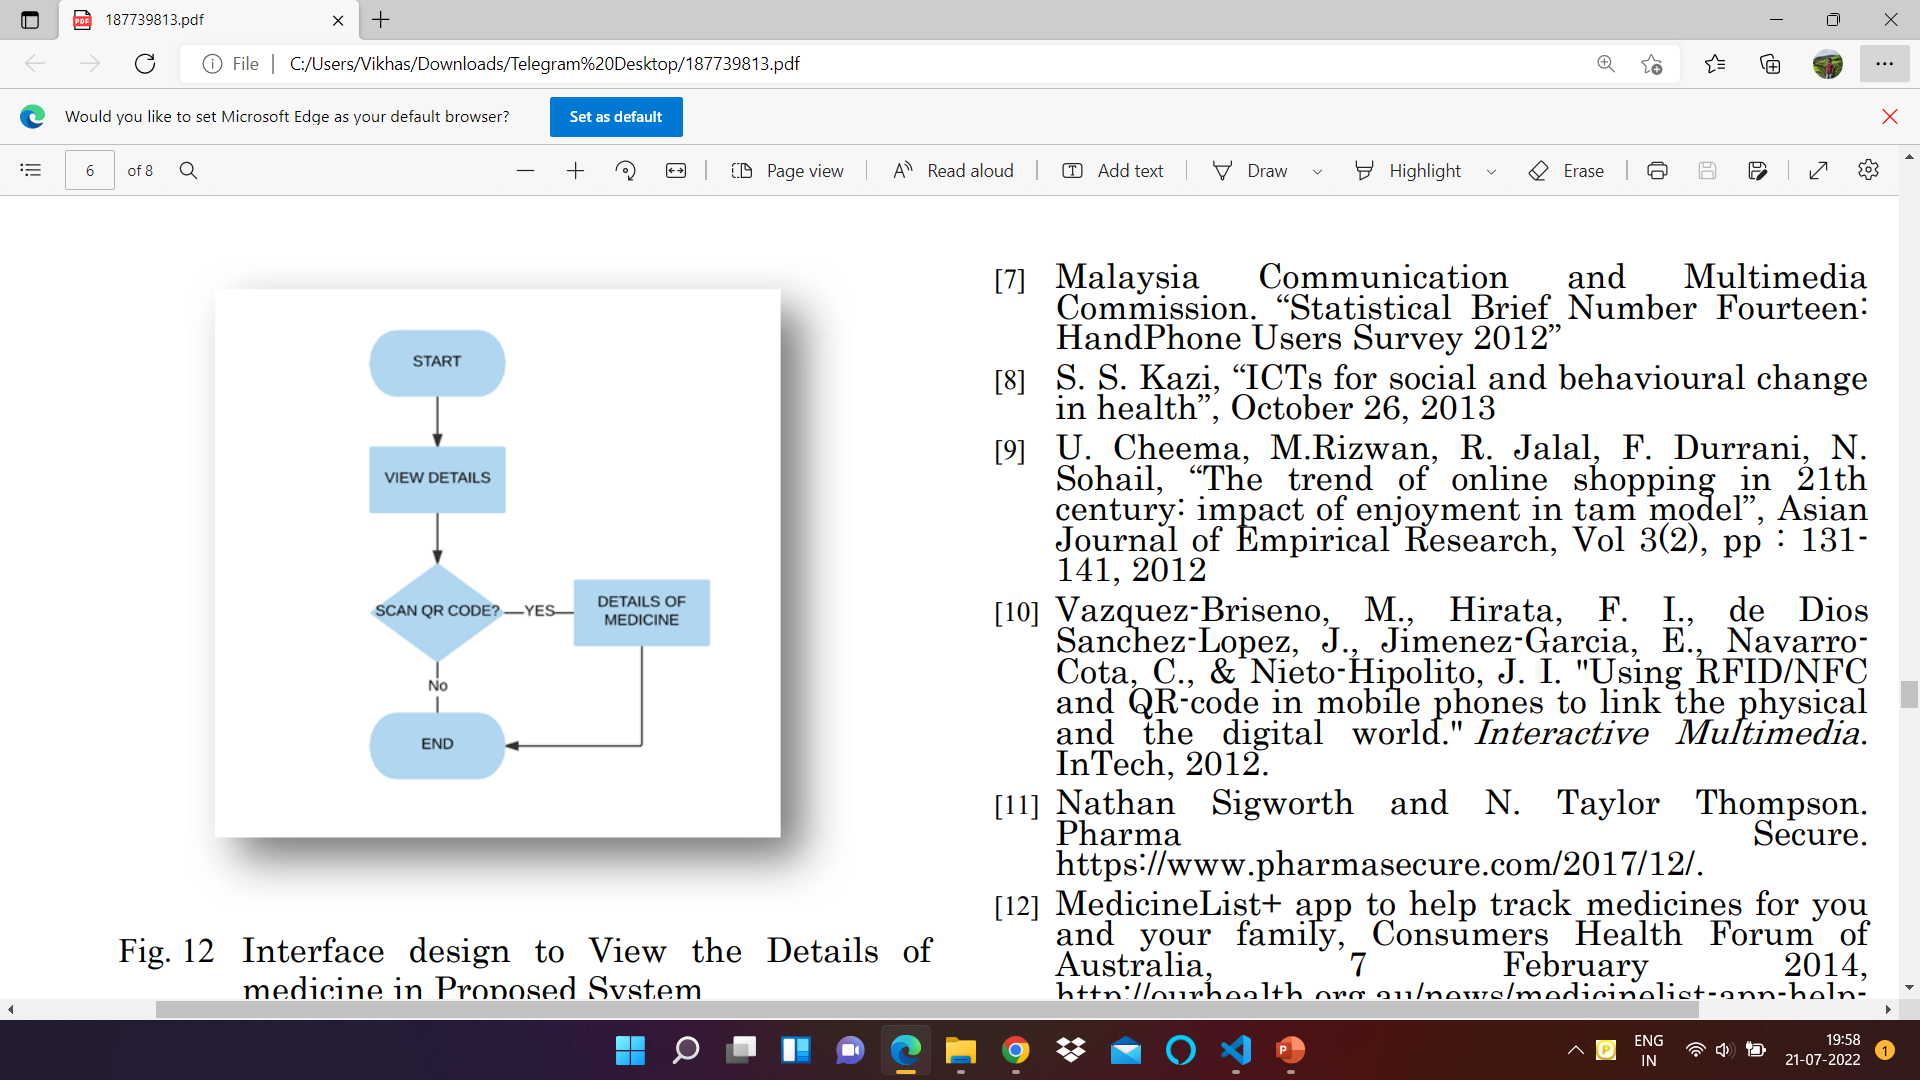 187739813.pdf
File
C:/Users/Vikhas/Downloads/Telegram%20Desktop/187739813.pdf
Would you like to set Microsoft Edge as your default browser?
Set as default
6 of 8
Page view
Read aloud
Add text
Draw
Highlight
Erase
START
VIEW DETAILS
SCAN QR CODE?
YES
DETAILS OF
MEDICINE
No
END
Fig. 12 Interface design to View the Details of
medicine in Proposed System
[7] Malaysia Communication and Multimedia
Commission. “Statistical Brief Number Fourteen:
HandPhone Users Survey 2012”
[8] S. S. Kazi, “ICTs for social and behavioural change
in health”, October 26, 2013
[9] U. Cheema, M.Rizwan, R. Jalal, F. Durrani, N.
Sohail, “The trend of online shopping in 21th
century: impact of enjoyment in tam model”, Asian
Journal of Empirical Research, Vol 3(2), pp : 131-
141, 2012
[10] Vazquez-Briseno, M., Hirata, F. I., de Dios
Sanchez-Lopez, J., Jimenez-Garcia, E., Navarro-
Cota, C., & Nieto-Hipolito, J. I. "Using RFID/NFC
and QR-code in mobile phones to link the physical
and the digital world." Interactive Multimedia.
InTech, 2012.
[11] Nathan Sigworth and N. Taylor Thompson.
Pharma Secure.
https://www.pharmasecure.com/2017/12/.
[12] MedicineList+ app to help track medicines for you
and your family, Consumers Health Forum of
Australia, 7 February 2014,
http://ourhealth.org.au/news/medicinelist-app-help-
ENG
IN
19:58
21-07-2022
1